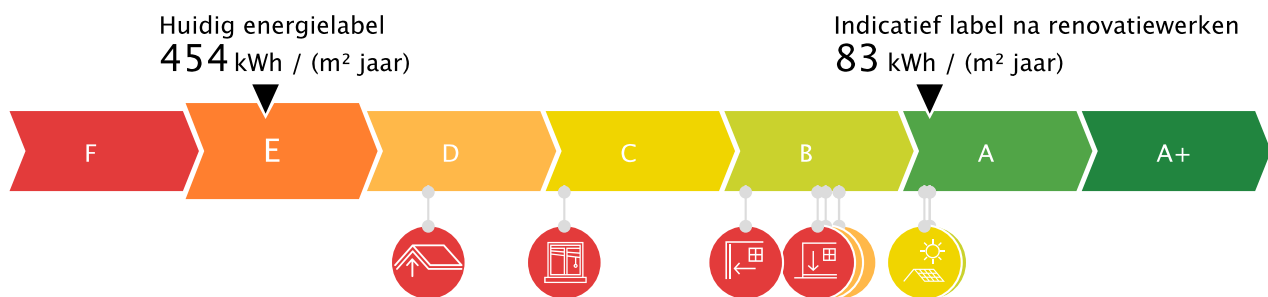 Huidig energielabel
454 kWh / (m² jaar)
Indicatief label na renovatiewerken
83 kWh / (m² jaar)
F
E
D
C
B
A
A+